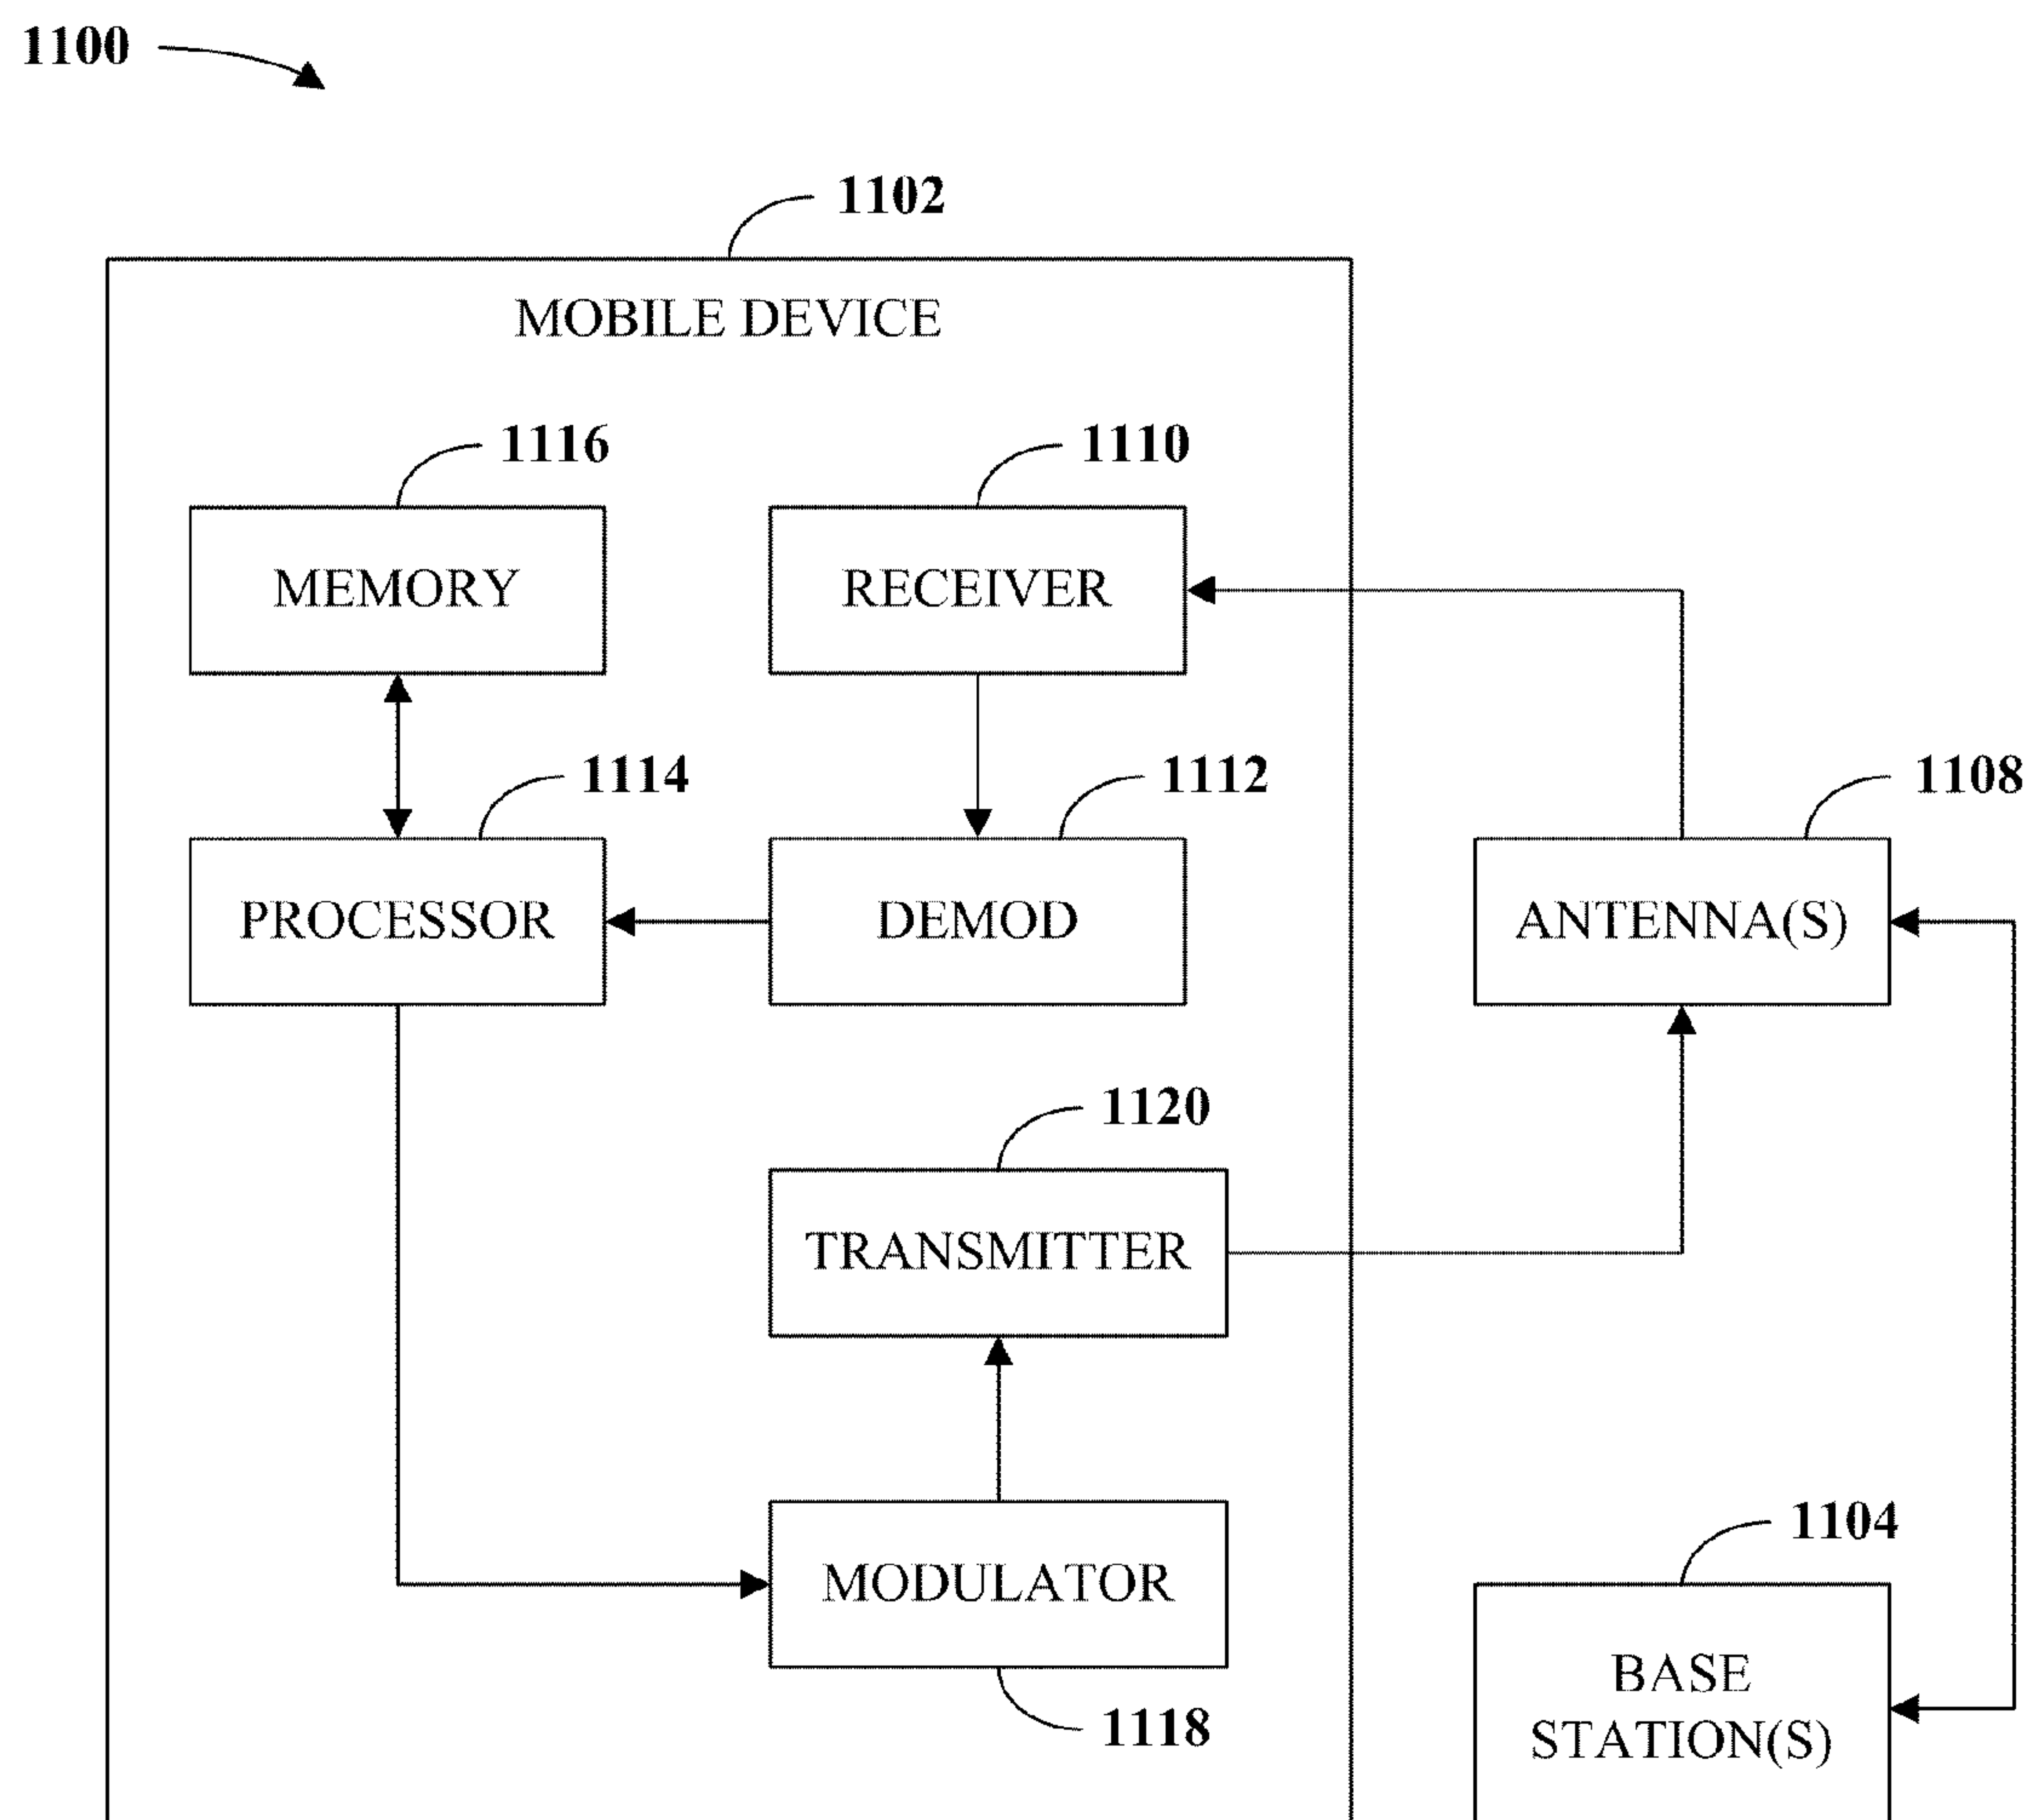 1100
1102
MOBILE DEVICE
1116
1110
MEMORY
RECEIVER
1114
1112
1108
PROCESSOR
DEMOD
ANTENNA(S)
1120
TRANSMITTER
1104
MODULATOR
BASE
STATION(S)
1118